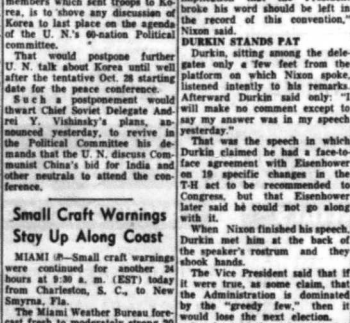 members which sent troops to Ko-
rea, is to shove any discussion of
Korea to last place on the agenda
of the U. N.'s 60-nation Political
committee.
That would postpone further
U. N. talk about Korea until well
after the tentative Oct. 28 starting
date for the peace conference.
Such a postponement would
thwart Chief Soviet Delegate And-
rei Y. Vishinsky's plans, an-
nounced yesterday, to revive in
the Political Committee his de-
mands that the U. N. discuss Com-
munist China's bid for India and
other neutrals to attend the con-
ference.
Small Craft Warnings
Stay Up Along Coast
MIAMI (P)—Small craft warnings
were continued for another 24
hours at 9:30 a. m. (EST) today
from Charleston, S. C., to New
Smyrna, Fla.
The Miami Weather Bureau fore-
cast fresh to moderately strong
broke his word should be left in
the record of this convention,"
Nixon said.
DURKIN STANDS PAT
Durkin, sitting among the dele-
gates only a few feet from the
platform on which Nixon spoke,
listened intently to his remarks.
Afterward Durkin said only: "I
will make no comment except to
say my answer was in my speech
yesterday."
That was the speech in which
Durkin claimed he had a face-to-
face agreement with Eisenhower
on 19 specific changes in the
T-H act to be recommended to
Congress, but that Eisenhower
later said he could not go along
with it.
When Nixon finished his speech,
Durkin met him at the back of
the speaker's rostrum and they
shook hands.
The Vice President said that if
it were true, as some claim, that
the Administration is dominated
by the "greedy few," then it
would lose the next election.